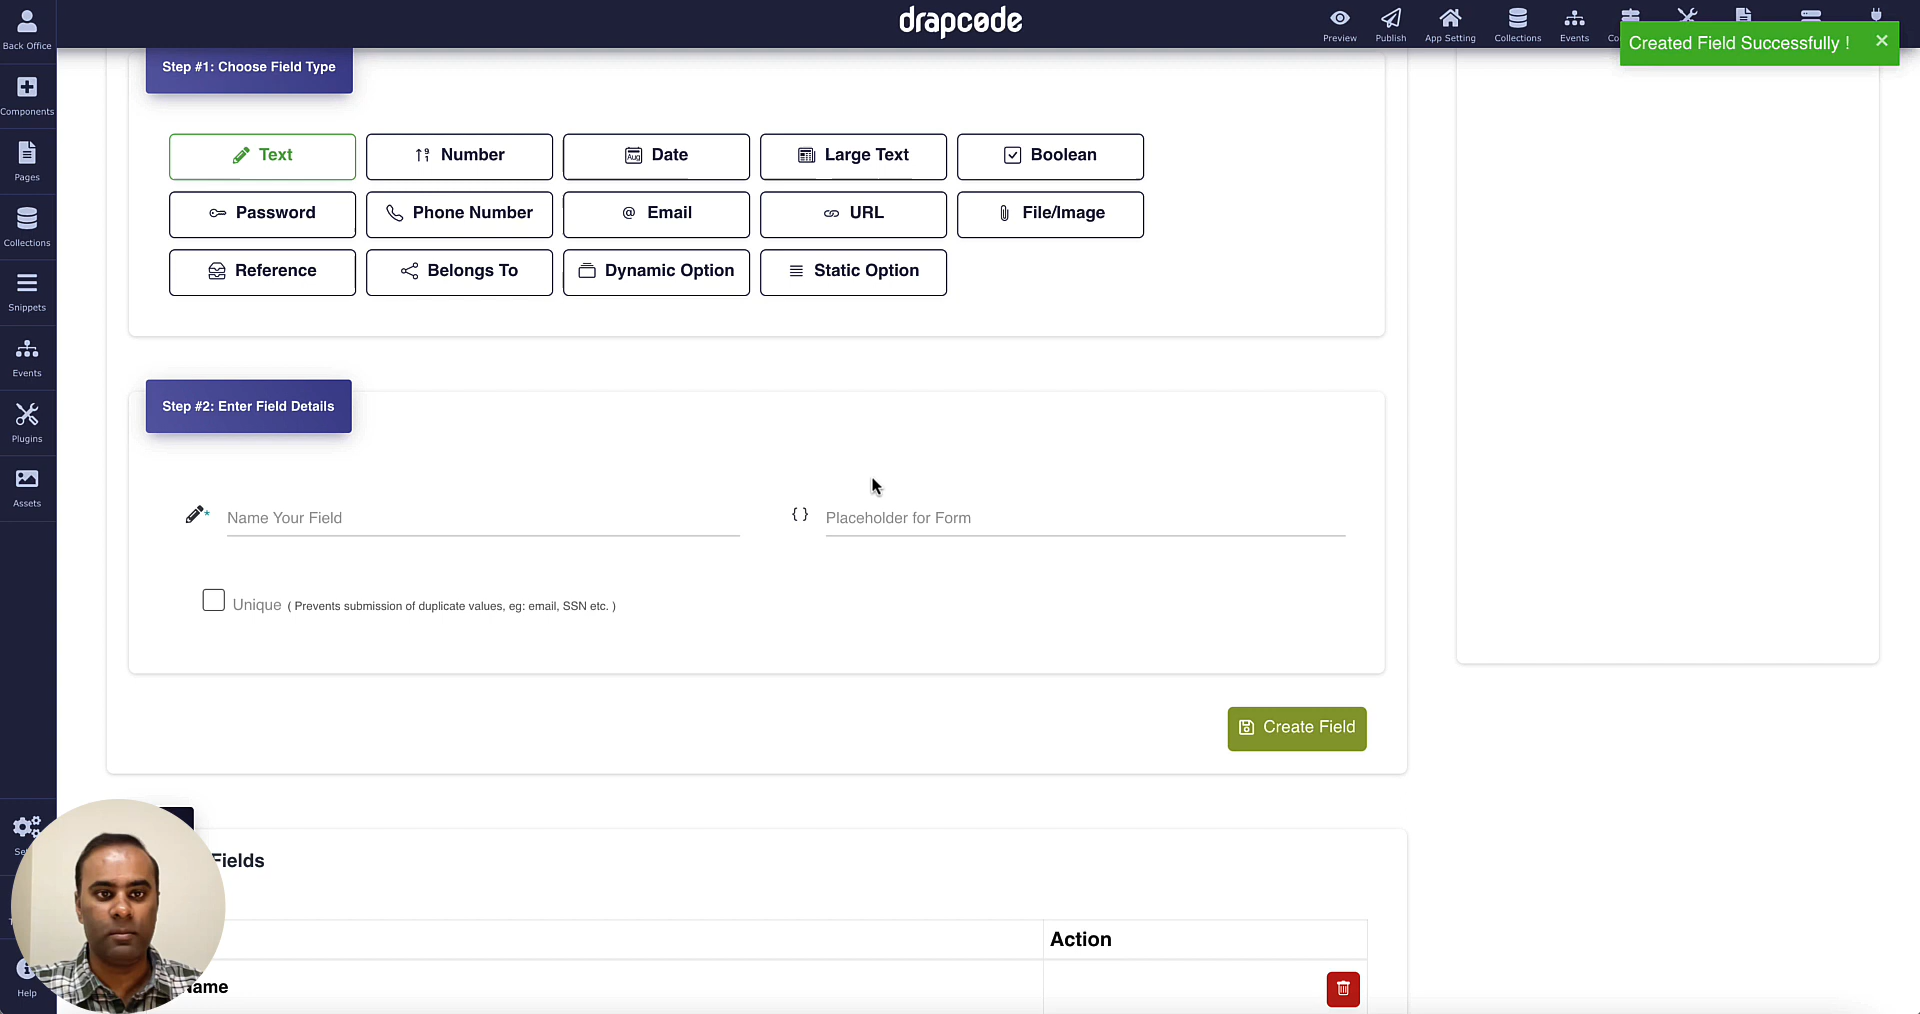 drapcode
Back Office
Preview
Publish
App Setting
Collections
Events
Created Field Successfully !
Components
Pages
Collections
Snippets
Events
Plugins
Assets
Help
Step #1: Choose Field Type
Text
Number
Date
Large Text
Boolean
Password
Phone Number
@ Email
URL
File/Image
Reference
Belongs To
Dynamic Option
Static Option
Step #2: Enter Field Details
* Name Your Field
{ } Placeholder for Form
Unique ( Prevents submission of duplicate values, eg: email, SSN etc. )
Create Field
Fields
Action